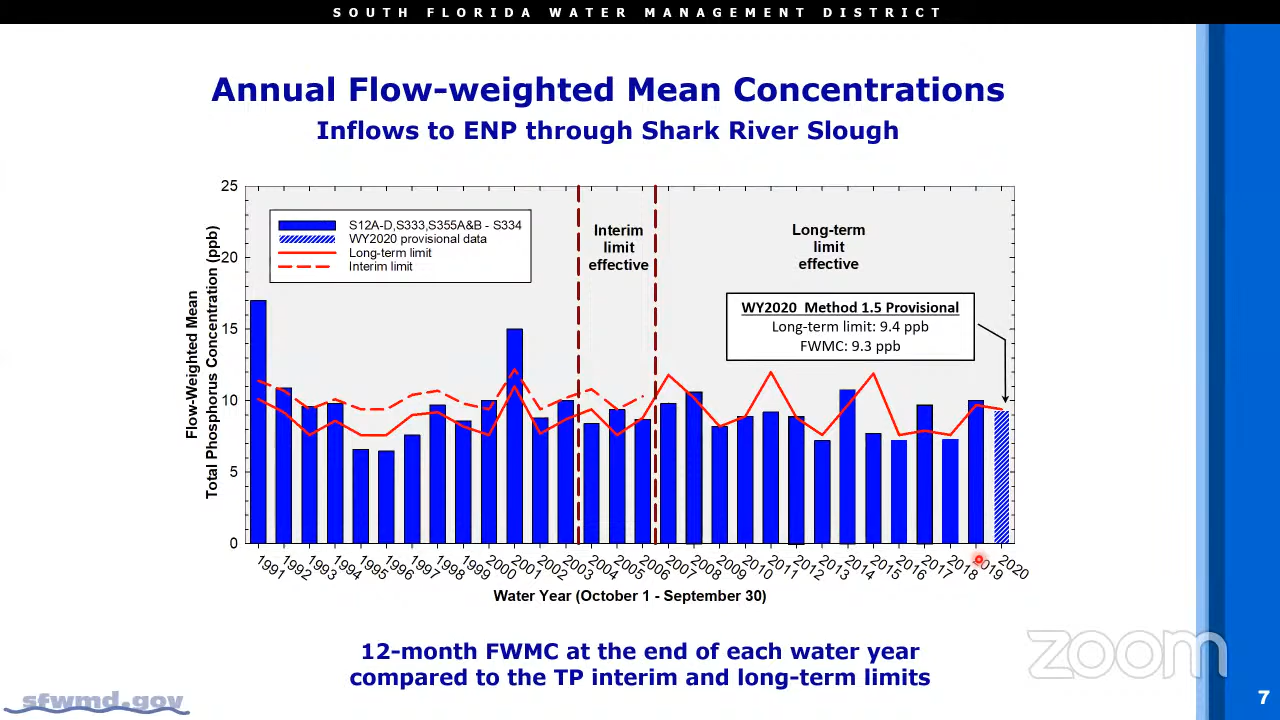 SOUTH FLORIDA WATER MANAGEMENT DISTRICT
Annual Flow-weighted Mean Concentrations
Inflows to ENP through Shark River Slough
Flow-Weighted Mean
Total Phosphorus Concentration (ppb)
25
20
15
10
5
0
S12A-D,S333,S355A&B - S334
WY2020 provisional data
Long-term limit
Interim limit
Interim
limit
effective
Long-term
limit
effective
WY2020 Method 1.5 Provisional
Long-term limit: 9.4 ppb
FWMC: 9.3 ppb
1991 1992 1993 1994 1995 1996 1997 1998 1999 2000 2001 2002 2003 2004 2005 2006 2007 2008 2009 2010 2011 2012 2013 2014 2015 2016 2017 2018 2019 2020
Water Year (October 1 - September 30)
12-month FWMC at the end of each water year
compared to the TP interim and long-term limits
zoom
sfwmd.gov
7